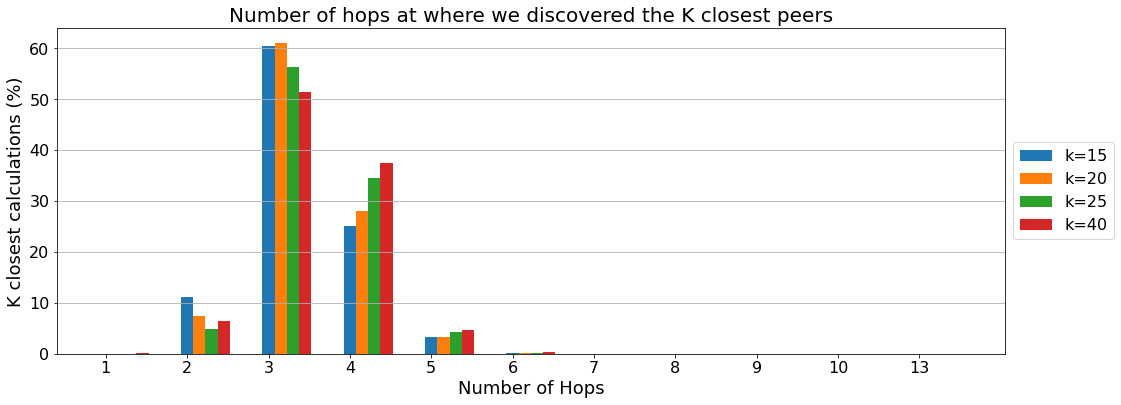 Number of hops at where we discovered the K closest peers
K closest calculations (%)
60
50
40
30
20
10
0
1 2 3 4 5 6 7 8 9 10 13
Number of Hops
k=15
k=20
k=25
k=40